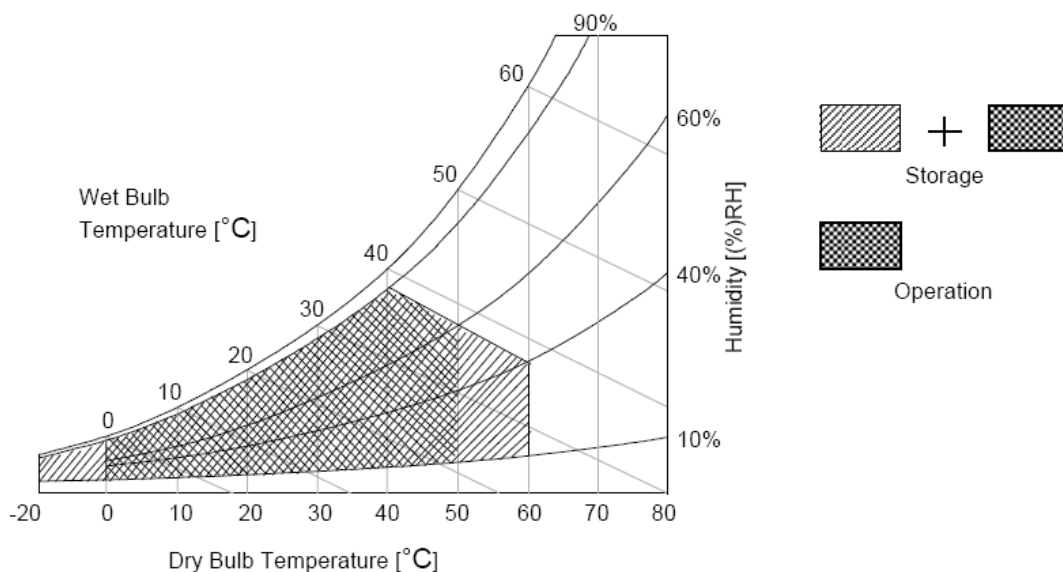 90%
60
60%
50
Wet Bulb
Temperature [°C]
40
30
20
10
0
40%
10%
Humidity [(%)RH]
-20 0 10 20 30 40 50 60 70 80
Dry Bulb Temperature [°C]
+
Storage
Operation